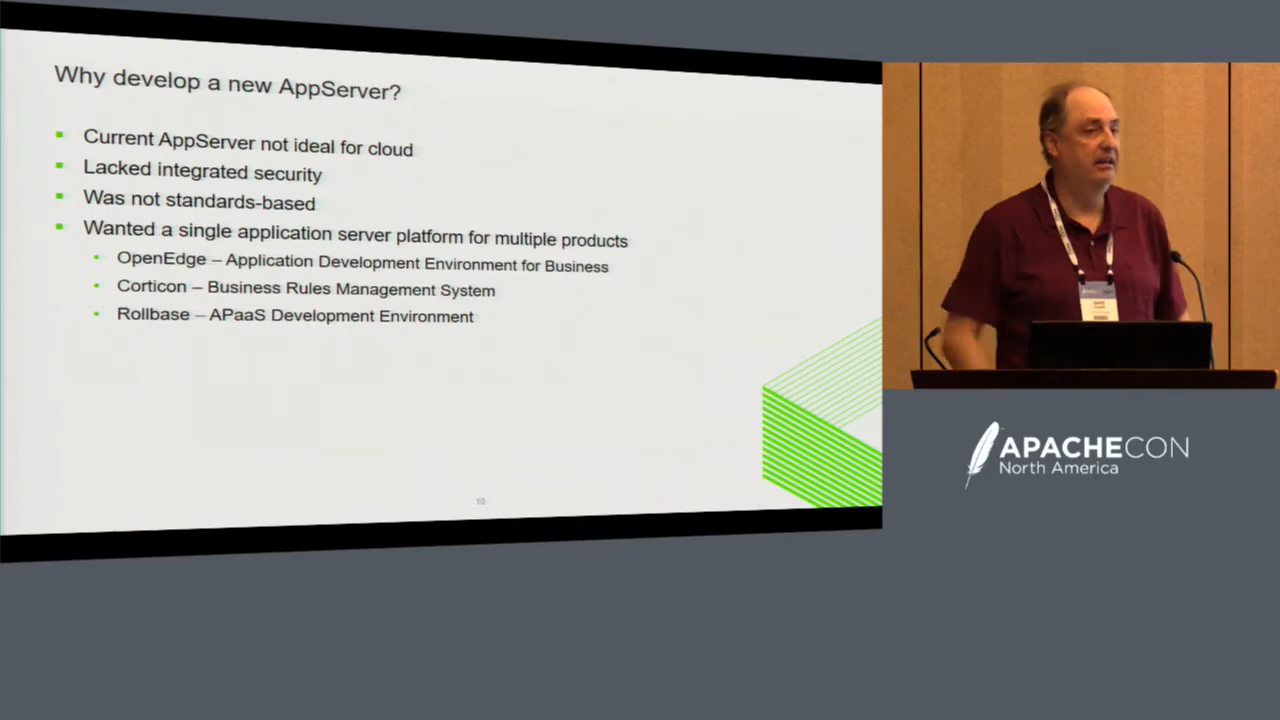 Why develop a new AppServer?
Current AppServer not ideal for cloud
Lacked integrated security
Was not standards-based
Wanted a single application server platform for multiple products
OpenEdge – Application Development Environment for Business
Corticon – Business Rules Management System
Rollbase – APaaS Development Environment
10
APACHECON
North America